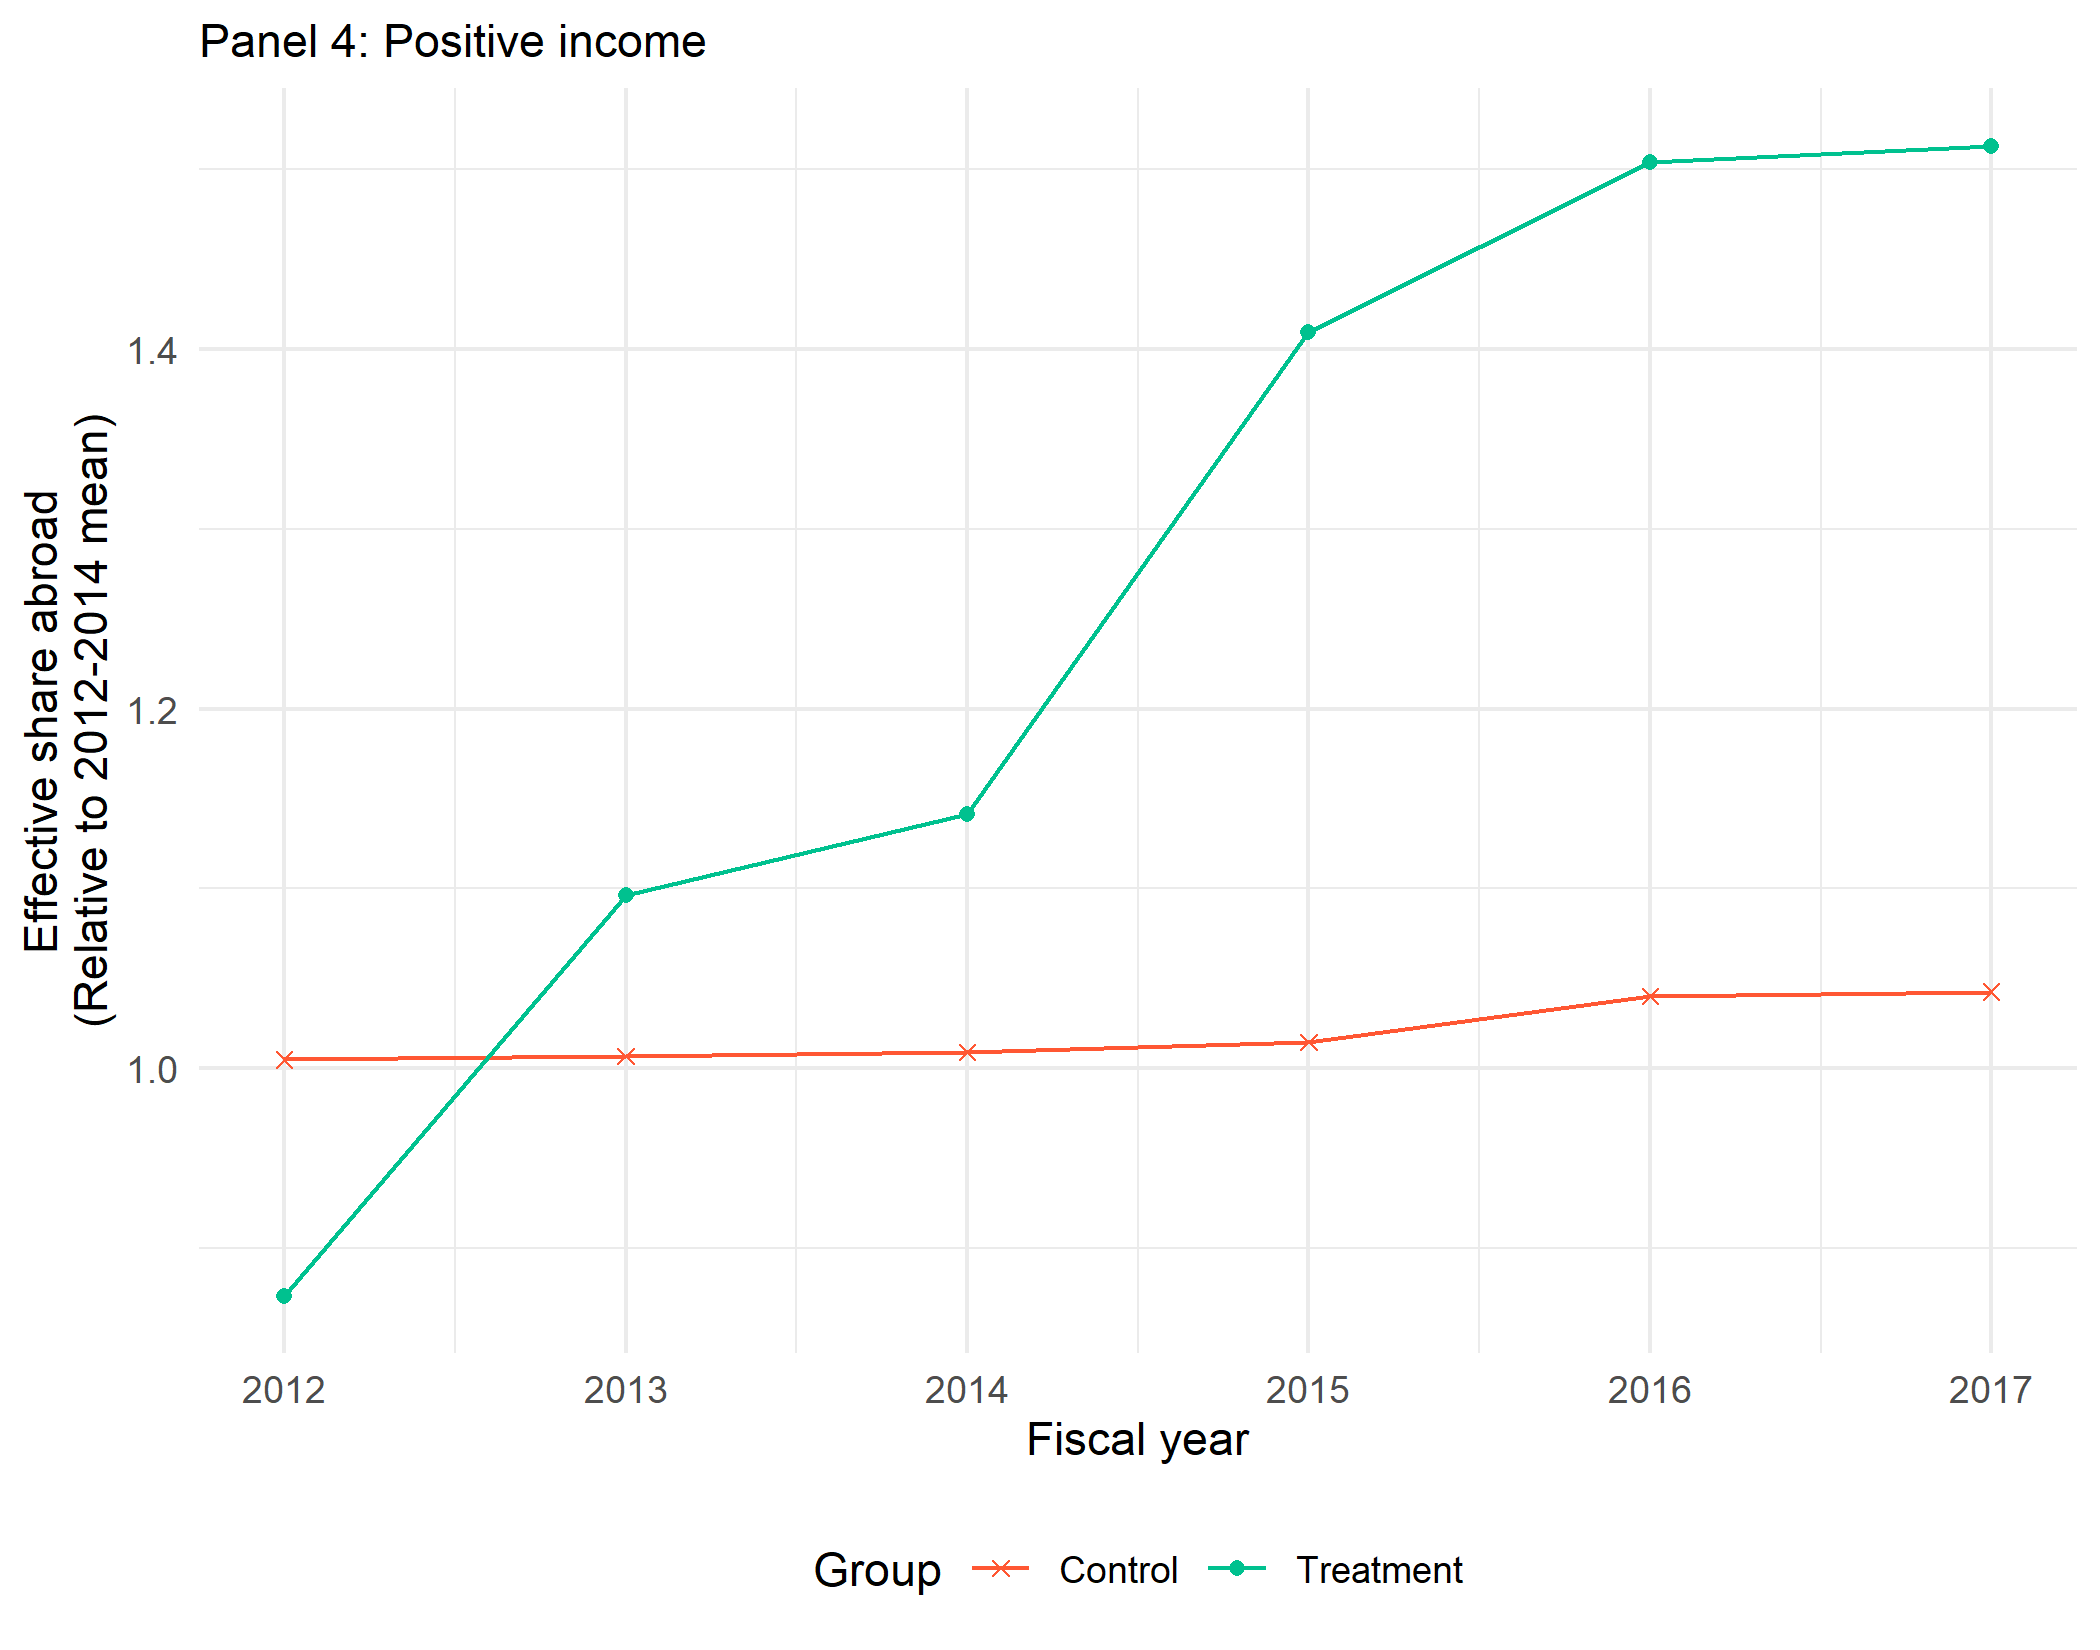 Panel 4: Positive income
Effective share abroad
(Relative to 2012-2014 mean)
1.4
1.2
1.0
2012 2013 2014 2015 2016 2017
Fiscal year
Group Control Treatment